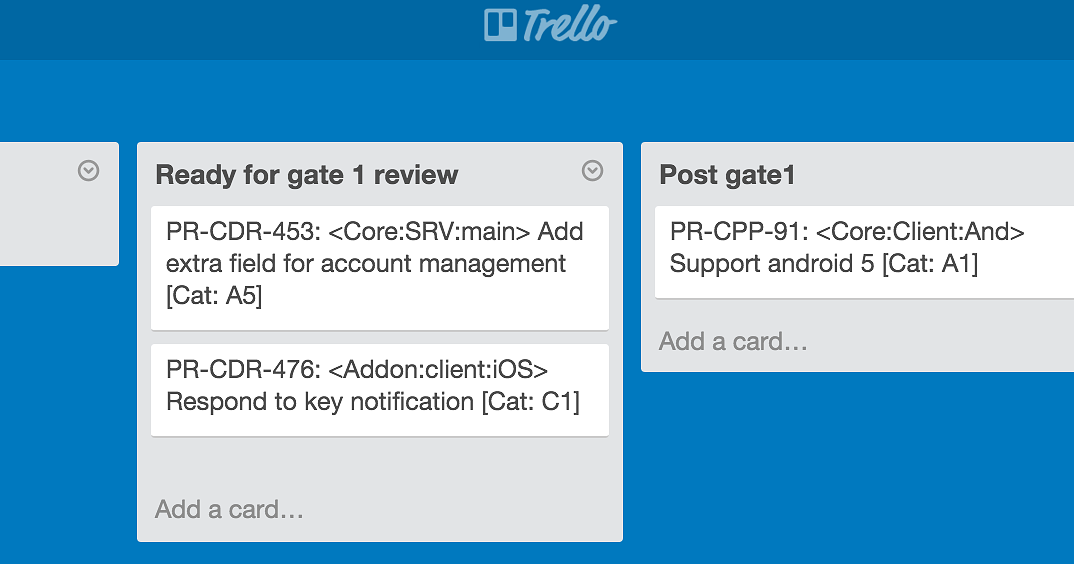 Trello
Ready for gate 1 review
PR-CDR-453: <Core:SRV:main> Add
extra field for account management
[Cat: A5]
PR-CDR-476: <Addon:client:iOS>
Respond to key notification [Cat: C1]
Add a card…
Post gate1
PR-CPP-91: <Core:Client:And>
Support android 5 [Cat: A1]
Add a card…